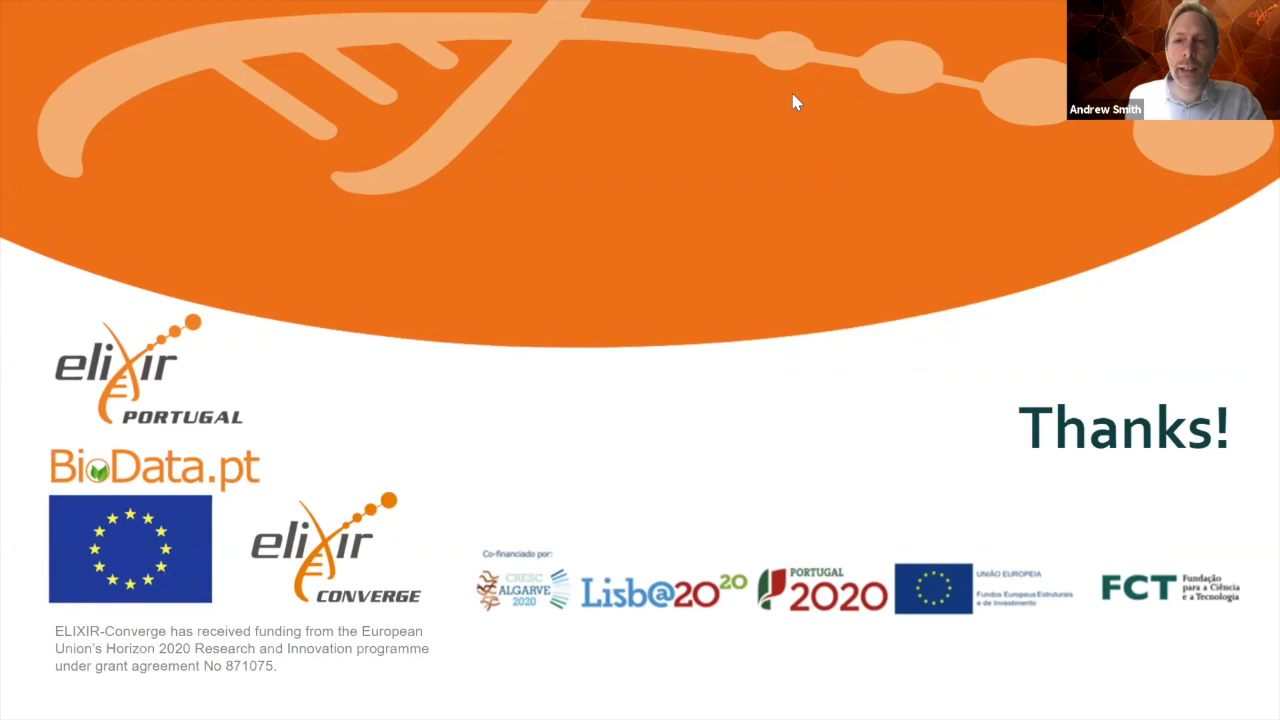 elixir
Andrew Smith
elixir
PORTUGAL
Thanks!
BioData.pt
elixir
CONVERGE
Co-financiado por:
CRESC
ALGARVE
2020
Lisb@2020
PORTUGAL
2020
UNIÃO EUROPEIA
Fundos Europeus Estruturais
e de Investimento
FCT
Fundação
para a Ciência
e a Tecnologia
ELIXIR-Converge has received funding from the European
Union's Horizon 2020 Research and Innovation programme
under grant agreement No 871075.